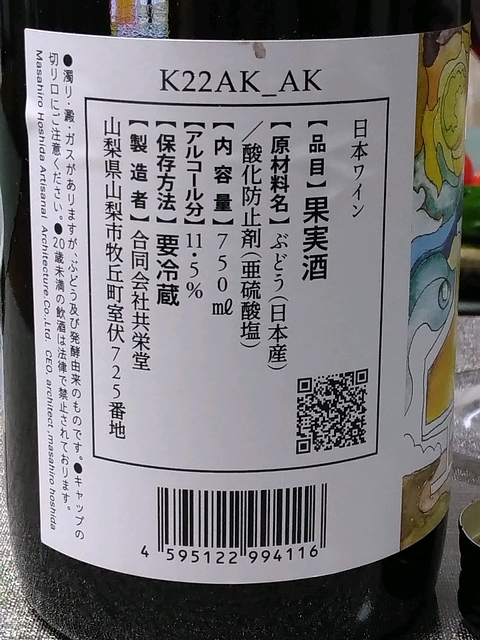 K22AK_AK
日本ワイン
【品目】果実酒
【原材料名】ぶどう(日本産)
／酸化防止剤(亜硫酸塩)
【内容量】750㎖
【アルコール分】11・5%
【保存方法】要冷蔵
【製造者】合同会社共栄堂
山梨県山梨市牧丘町室伏725番地
●濁り・澱・ガスがありますが、ぶどう及び発酵由来のものです。●キャップの
切り口にご注意ください。●20歳未満の飲酒は法律で禁止されております。
Masahiro Hoshida Artisanal Architecture.Co.,Ltd. CEO, architect ,masahiro hoshida
4 595122 994116